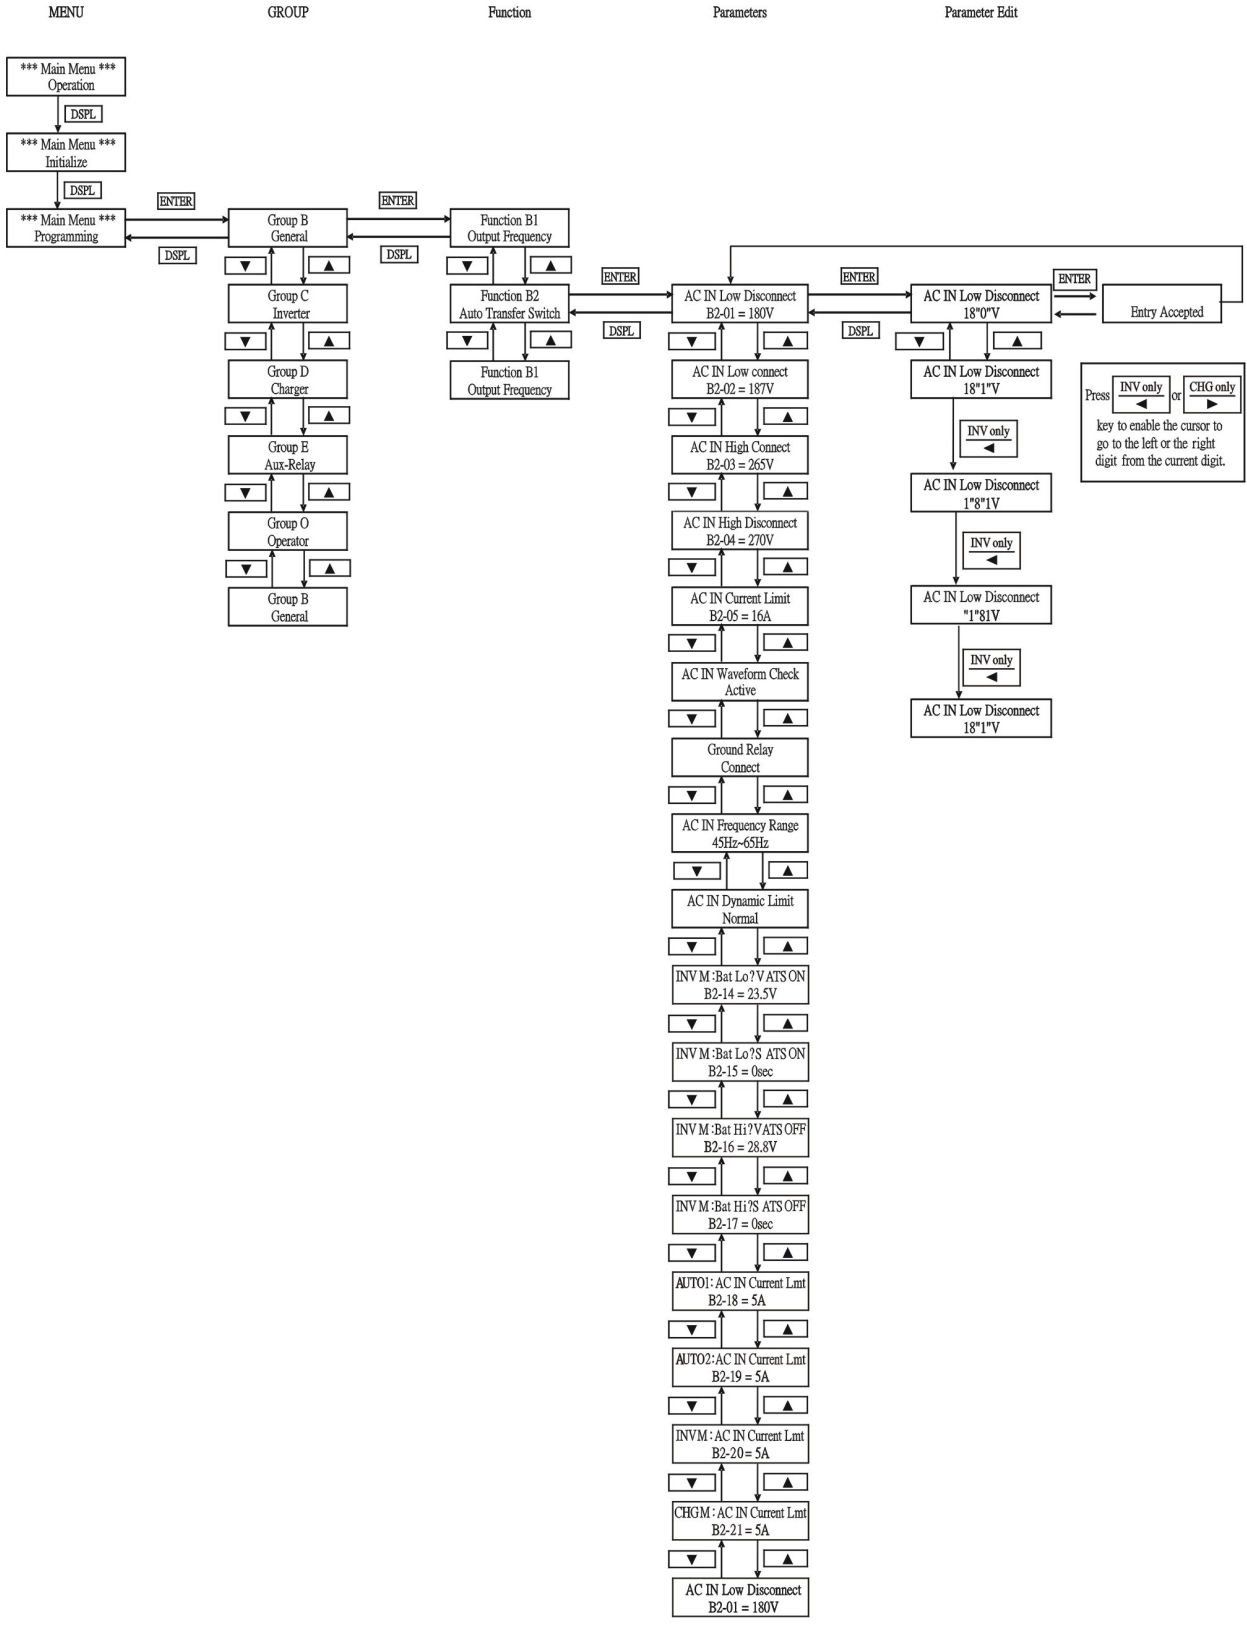 MENU
GROUP
Function
Parameters
Parameter Edit
*** Main Menu ***
Operation
DSPL
*** Main Menu ***
Initialize
DSPL
*** Main Menu ***
Programming
ENTER
DSPL
Group B
General
▼
▲
Group C
Inverter
▼
▲
Group D
Charger
▼
▲
Group E
Aux-Relay
▼
▲
Group O
Operator
▼
▲
Group B
General
ENTER
DSPL
Function B1
Output Frequency
▼
▲
Function B2
Auto Transfer Switch
▼
▲
Function B1
Output Frequency
ENTER
DSPL
AC IN Low Disconnect
B2-01 = 180V
▼
▲
AC IN Low connect
B2-02 = 187V
▼
▲
AC IN High Connect
B2-03 = 265V
▼
▲
AC IN High Disconnect
B2-04 = 270V
▼
▲
AC IN Current Limit
B2-05 = 16A
▼
▲
AC IN Waveform Check
Active
▼
▲
Ground Relay
Connect
▼
▲
AC IN Frequency Range
45Hz~65Hz
▼
▲
AC IN Dynamic Limit
Normal
▼
▲
INV M:Bat Lo?V ATS ON
B2-14 = 23.5V
▼
▲
INV M:Bat Lo?S ATS ON
B2-15 = 0sec
▼
▲
INV M:Bat Hi?V ATS OFF
B2-16 = 28.8V
▼
▲
INV M:Bat Hi?S ATS OFF
B2-17 = 0sec
▼
▲
AUTO1: AC IN Current Lmt
B2-18 = 5A
▼
▲
AUTO2: AC IN Current Lmt
B2-19 = 5A
▼
▲
INVM: AC IN Current Lmt
B2-20 = 5A
▼
▲
CHGM: AC IN Current Lmt
B2-21 = 5A
▼
▲
AC IN Low Disconnect
B2-01 = 180V
ENTER
DSPL
AC IN Low Disconnect
18"0"V
▼
▲
AC IN Low Disconnect
18"1"V
INV only
◀
AC IN Low Disconnect
1"8"1V
INV only
◀
AC IN Low Disconnect
"1"81V
INV only
◀
AC IN Low Disconnect
18"1"V
ENTER
Entry Accepted
Press INV only ◀ or CHG only ▶
key to enable the cursor to
go to the left or the right
digit from the current digit.